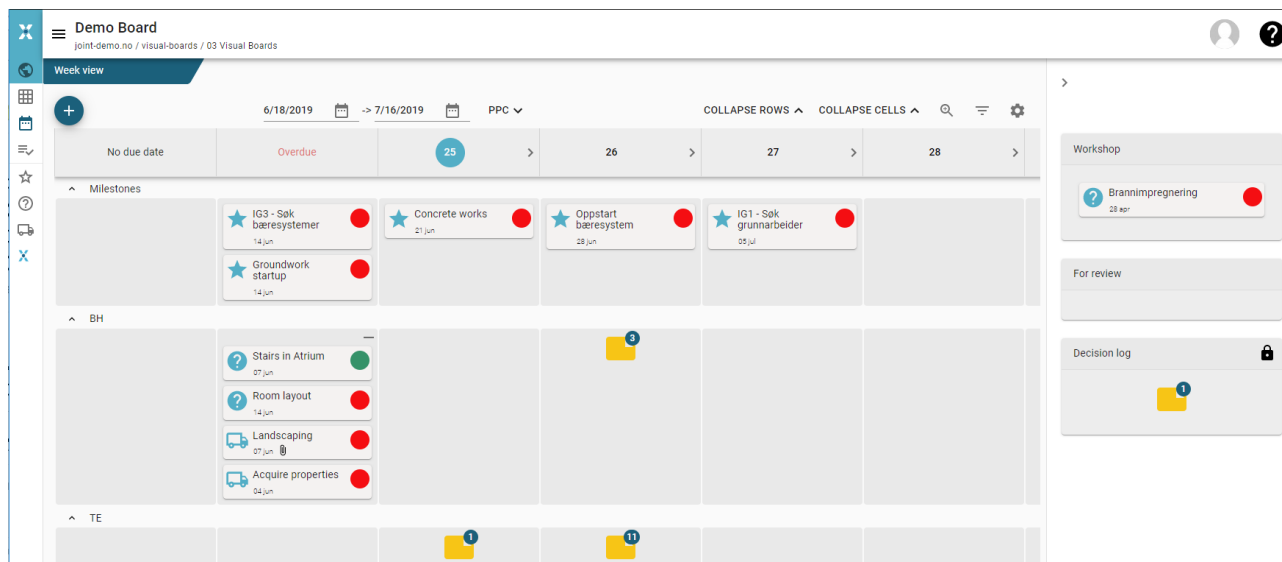 Demo Board
joint-demo.no / visual-boards / 03 Visual Boards
Week view
6/18/2019 -> 7/16/2019 PPC COLLAPSE ROWS COLLAPSE CELLS
No due date Overdue 25 26 27 28
Milestones
IG3 - Søk
bæresystemer
14 jun
Groundwork
startup
14 jun
Concrete works
21 jun
Oppstart
bæresystem
28 jun
IG1 - Søk
grunnarbeider
05 jul
BH
Stairs in Atrium
07 jun
Room layout
14 jun
Landscaping
07 jun
Acquire properties
04 jun
3
TE
1
11
Workshop
Brannimpregnering
28 apr
For review
Decision log
1